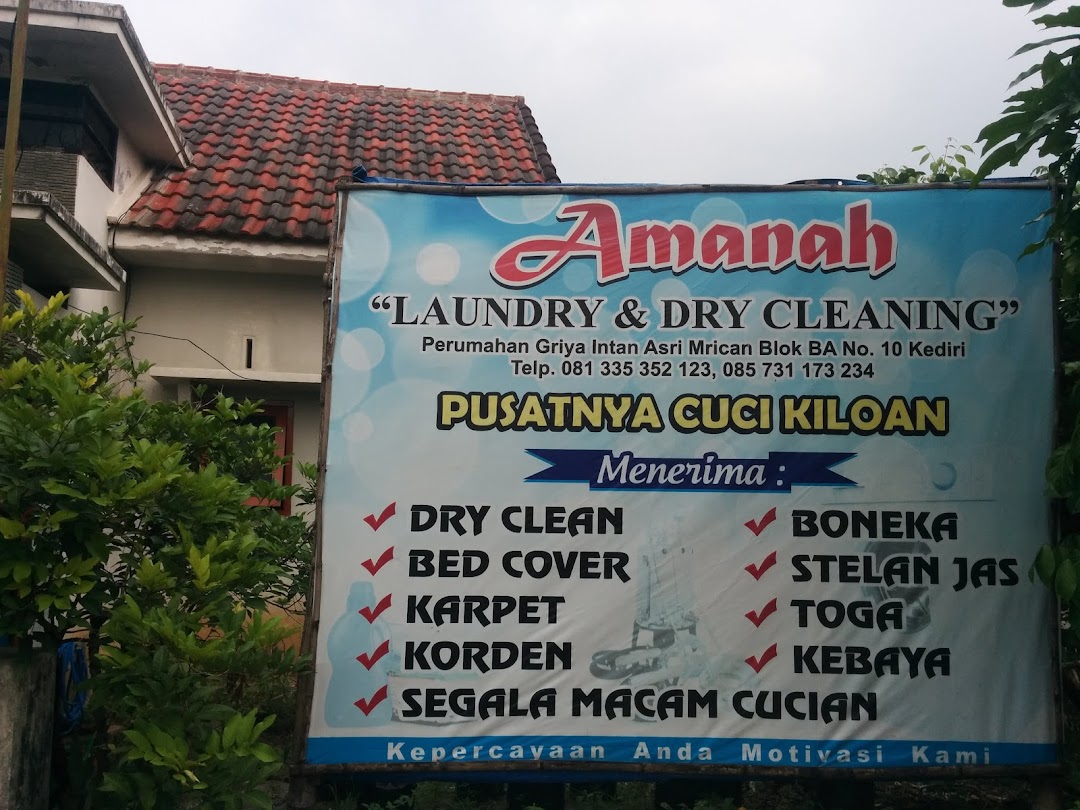 Amanah
“LAUNDRY & DRY CLEANING”
Perumahan Griya Intan Asri Mrican Blok BA No. 10 Kediri
Telp. 081 335 352 123, 085 731 173 234
PUSATNYA CUCI KILOAN
Menerima :
DRY CLEAN
BED COVER
KARPET
KORDEN
SEGALA MACAM CUCIAN
BONEKA
STELAN JAS
TOGA
KEBAYA
Kepercayaan Anda Motivasi Kami